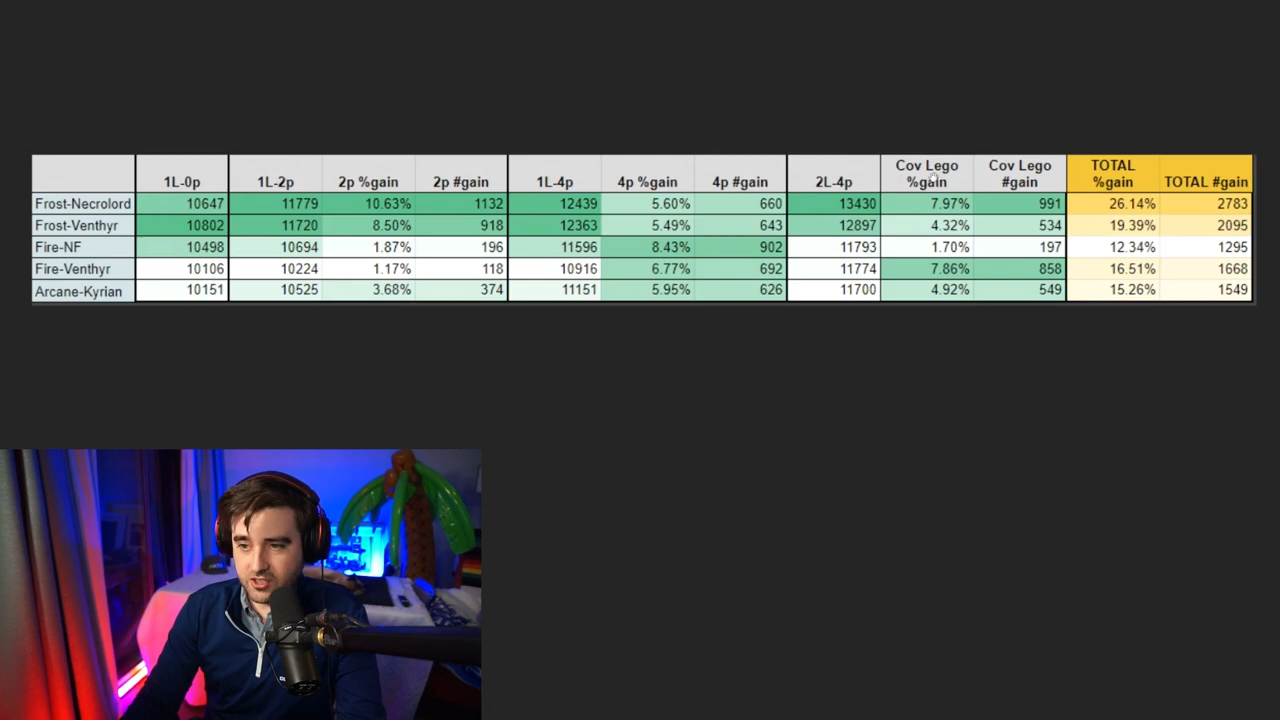 1L-0p 1L-2p 2p %gain 2p #gain 1L-4p 4p %gain 4p #gain 2L-4p Cov Lego %gain Cov Lego #gain TOTAL %gain TOTAL #gain
Frost-Necrolord 10647 11779 10.63% 1132 12439 5.60% 660 13430 7.97% 991 26.14% 2783
Frost-Venthyr 10802 11720 8.50% 918 12363 5.49% 643 12897 4.32% 534 19.39% 2095
Fire-NF 10498 10694 1.87% 196 11596 8.43% 902 11793 1.70% 197 12.34% 1295
Fire-Venthyr 10106 10224 1.17% 118 10916 6.77% 692 11774 7.86% 858 16.51% 1668
Arcane-Kyrian 10151 10525 3.68% 374 11151 5.95% 626 11700 4.92% 549 15.26% 1549